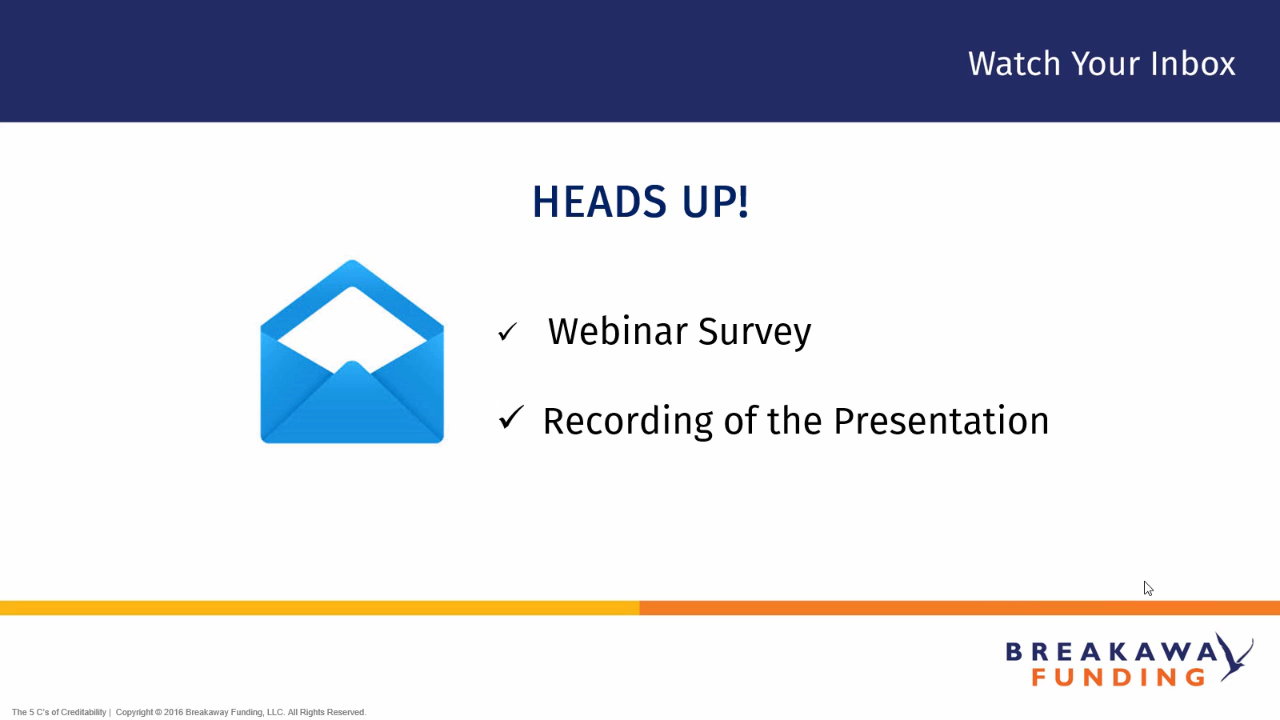 Watch Your Inbox
HEADS UP!
✓ Webinar Survey
✓ Recording of the Presentation
BREAKAWAY
FUNDING
The 5 C's of Creditability | Copyright © 2016 Breakaway Funding, LLC. All Rights Reserved.